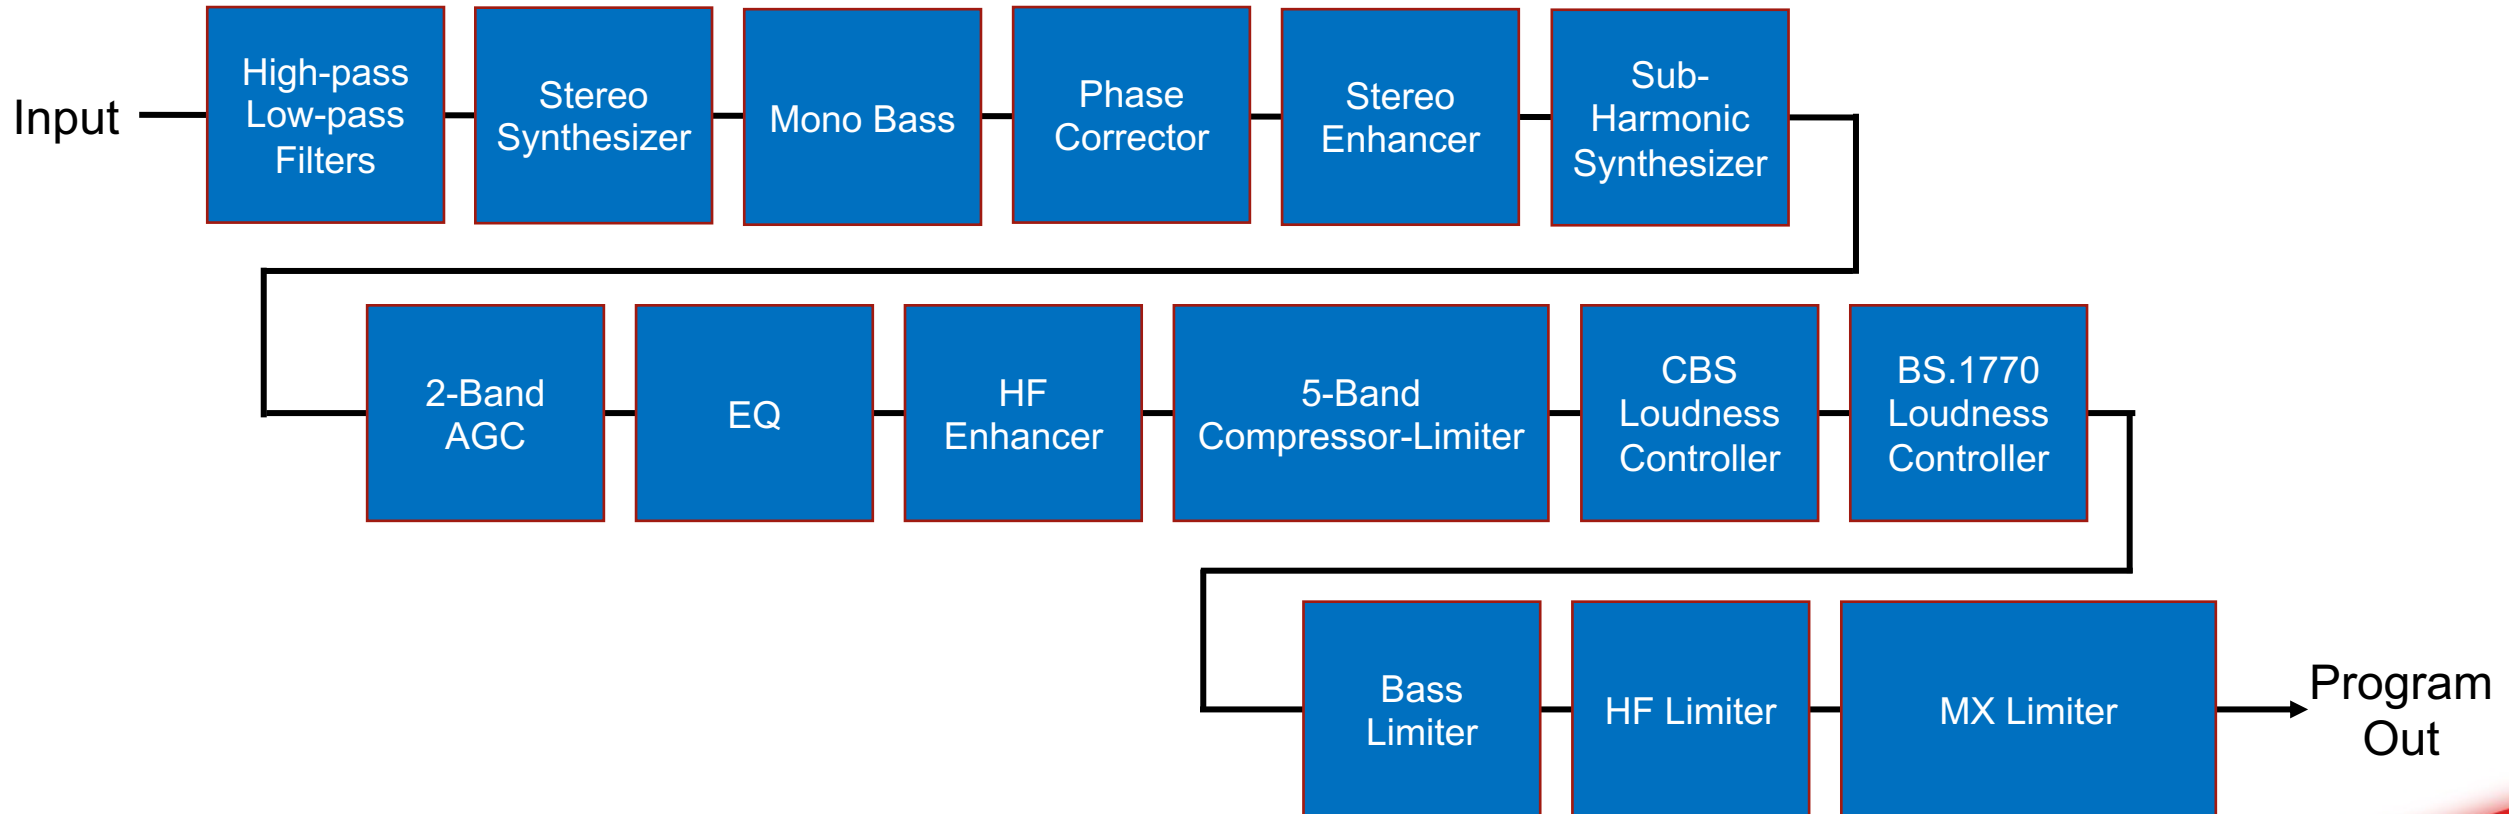 Input
High-pass
Low-pass
Filters
Stereo
Synthesizer
Mono Bass
Phase
Corrector
Stereo
Enhancer
Sub-
Harmonic
Synthesizer
2-Band
AGC
EQ
HF
Enhancer
5-Band
Compressor-Limiter
CBS
Loudness
Controller
BS.1770
Loudness
Controller
Bass
Limiter
HF Limiter
MX Limiter
Program
Out